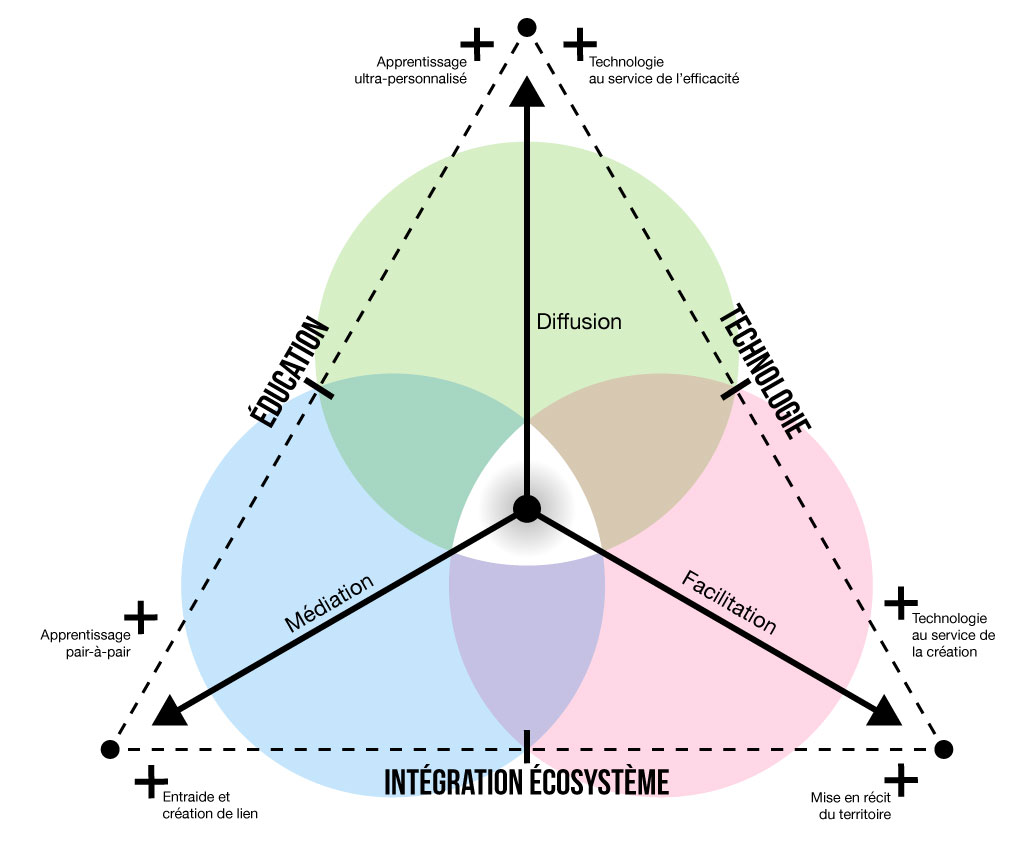 Apprentissage
ultra-personnalisé
Technologie
au service de l'efficacité
Diffusion
ÉDUCATION
TECHNOLOGIE
Médiation
Facilitation
Apprentissage
pair-à-pair
Technologie
au service de
la création
INTÉGRATION ÉCOSYSTÈME
Entraide et
création de lien
Mise en récit
du territoire